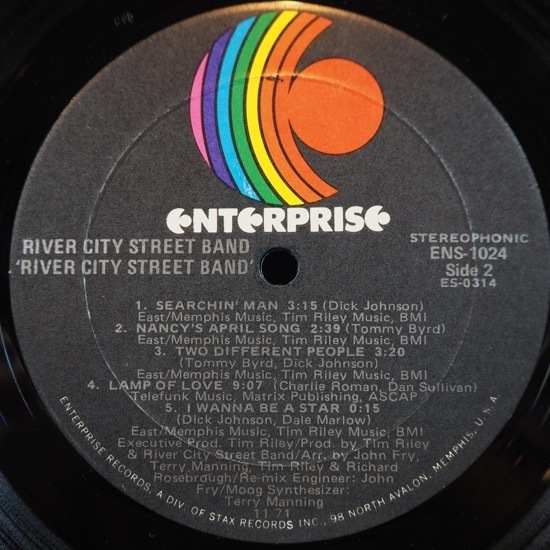 ENTERPRISE
RIVER CITY STREET BAND
'RIVER CITY STREET BAND'
STEREOPHONIC
ENS-1024
Side 2
ES-0314
1. SEARCHIN' MAN 3:15 (Dick Johnson)
East/Memphis Music, Tim Riley Music, BMI
2. NANCY'S APRIL SONG 2:39 (Tommy Byrd)
East/Memphis Music, Tim Riley Music, BMI
3. TWO DIFFERENT PEOPLE 3:20
(Tommy Byrd, Dick Johnson)
East/Memphis Music, Tim Riley Music, BMI
4. LAMP OF LOVE 9:07 (Charlie Roman, Dan Sullivan)
Telefunk Music, Matrix Publishing, ASCAP
5. I WANNA BE A STAR 0:15
(Dick Johnson, Dale Marlow)
East/Memphis Music, Tim Riley Music, BMI
Executive Prod. Tim Riley/Prod. by Tim Riley
& River City Street Band/Arr. by John Fry,
Terry Manning, Tim Riley & Richard
Rosebrough/Re-mix Engineer: John
Fry/Moog Synthesizer:
Terry Manning
11-71
ENTERPRISE RECORDS, A DIV. OF STAX RECORDS INC., 98 NORTH AVALON, MEMPHIS, U.S.A.